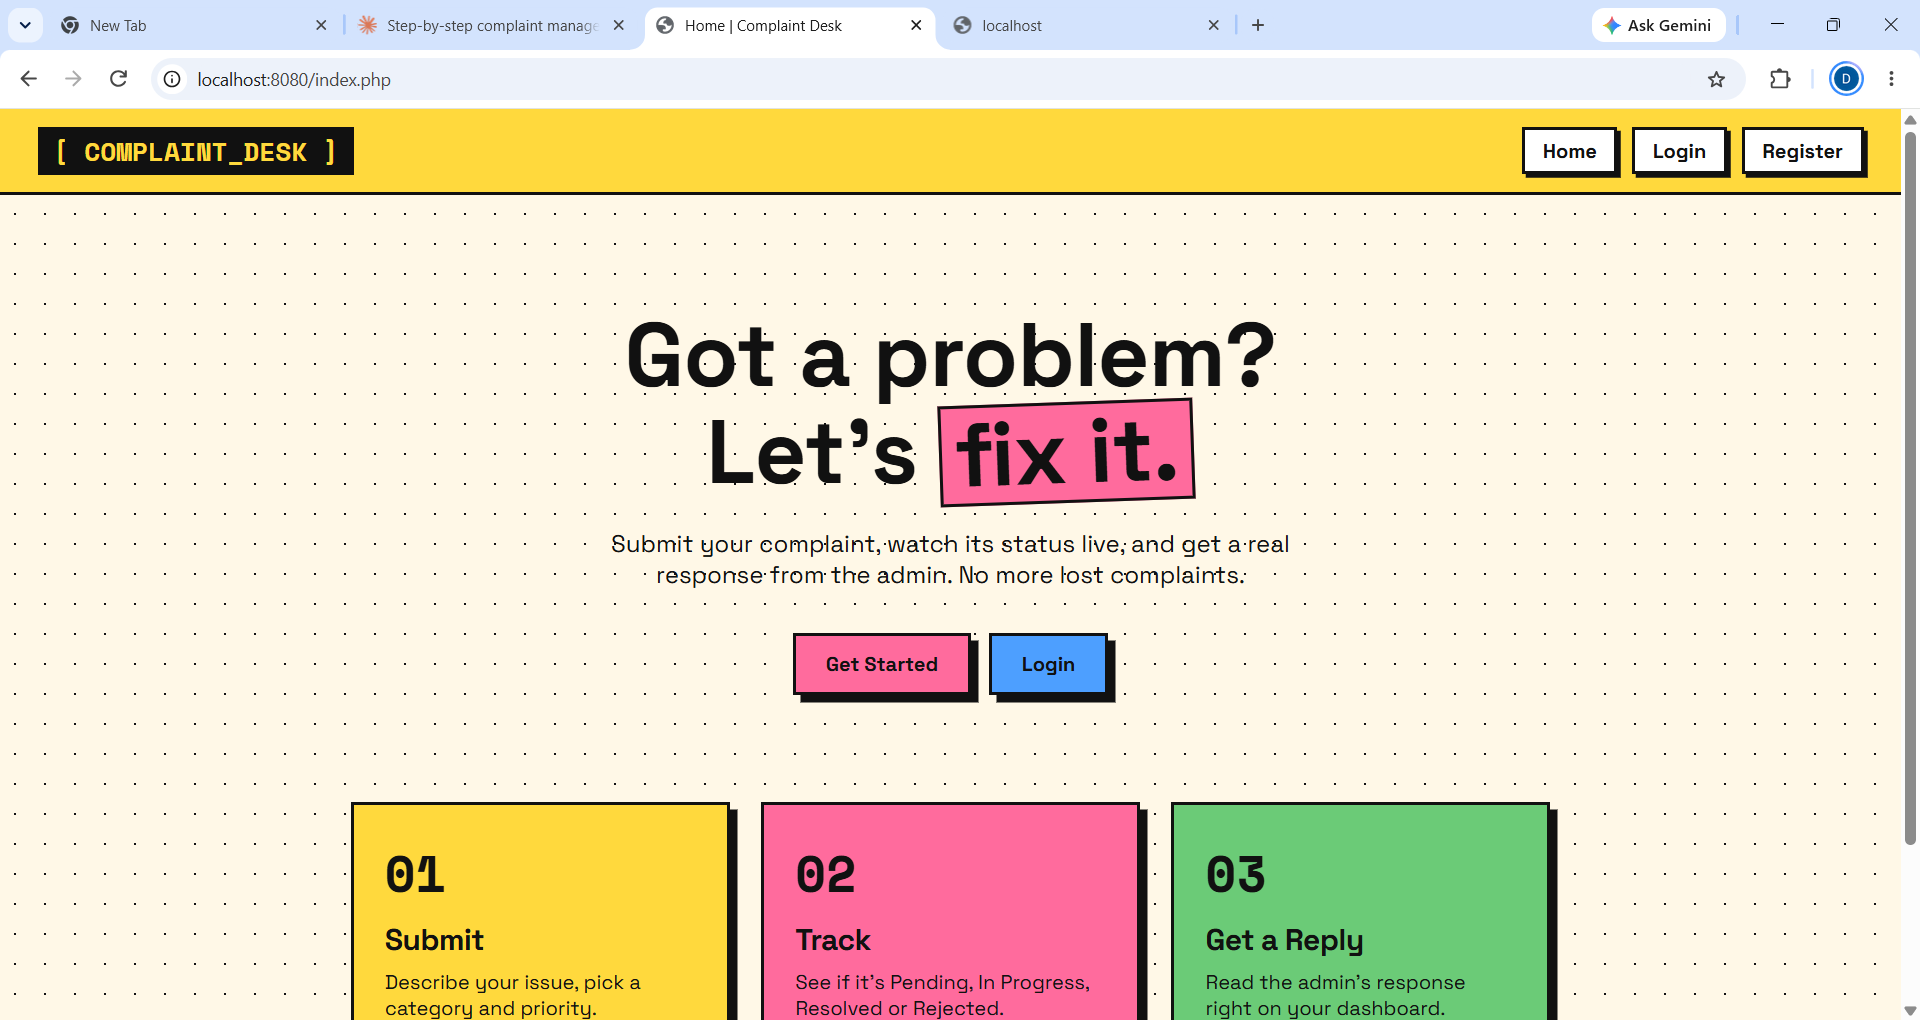 New Tab
Step-by-step complaint manage
Home | Complaint Desk
localhost
Ask Gemini
localhost:8080/index.php
D
[ COMPLAINT_DESK ]
Home
Login
Register
Got a problem?
Let's fix it.
Submit your complaint, watch its status live, and get a real
response from the admin. No more lost complaints.
Get Started
Login
01
Submit
Describe your issue, pick a
category and priority.
02
Track
See if it's Pending, In Progress,
Resolved or Rejected.
03
Get a Reply
Read the admin's response
right on your dashboard.